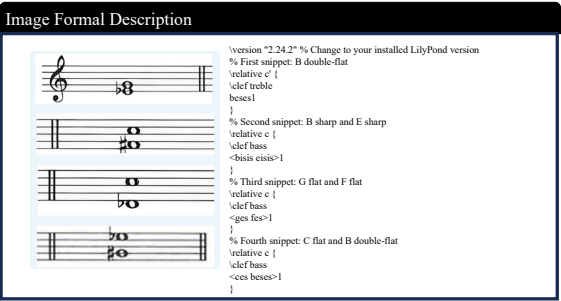 Image Formal Description
\version "2.24.2" % Change to your installed LilyPond version
% First snippet: B double-flat
\relative c' {
\clef treble
beses1
}
% Second snippet: B sharp and E sharp
\relative c {
\clef bass
<bisis eisis>1
}
% Third snippet: G flat and F flat
\relative c {
\clef bass
<ges fes>1
}
% Fourth snippet: C flat and B double-flat
\relative c {
\clef bass
<ces beses>1
}